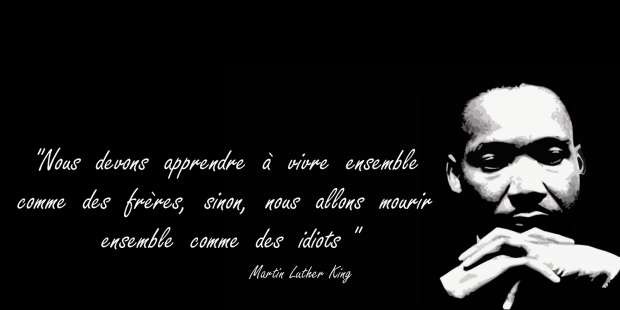 "Nous devons apprendre à vivre ensemble
comme des frères, sinon, nous allons mourir
ensemble comme des idiots "
Martin Luther King